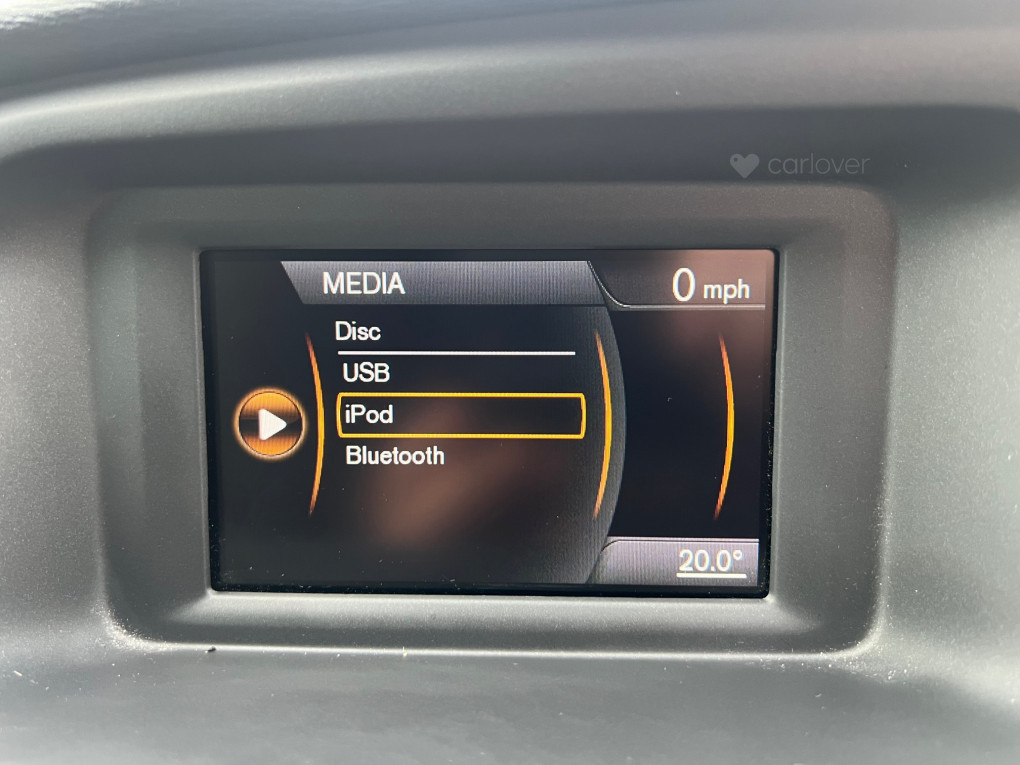 carlover
MEDIA
0 mph
Disc
USB
iPod
Bluetooth
20.0°